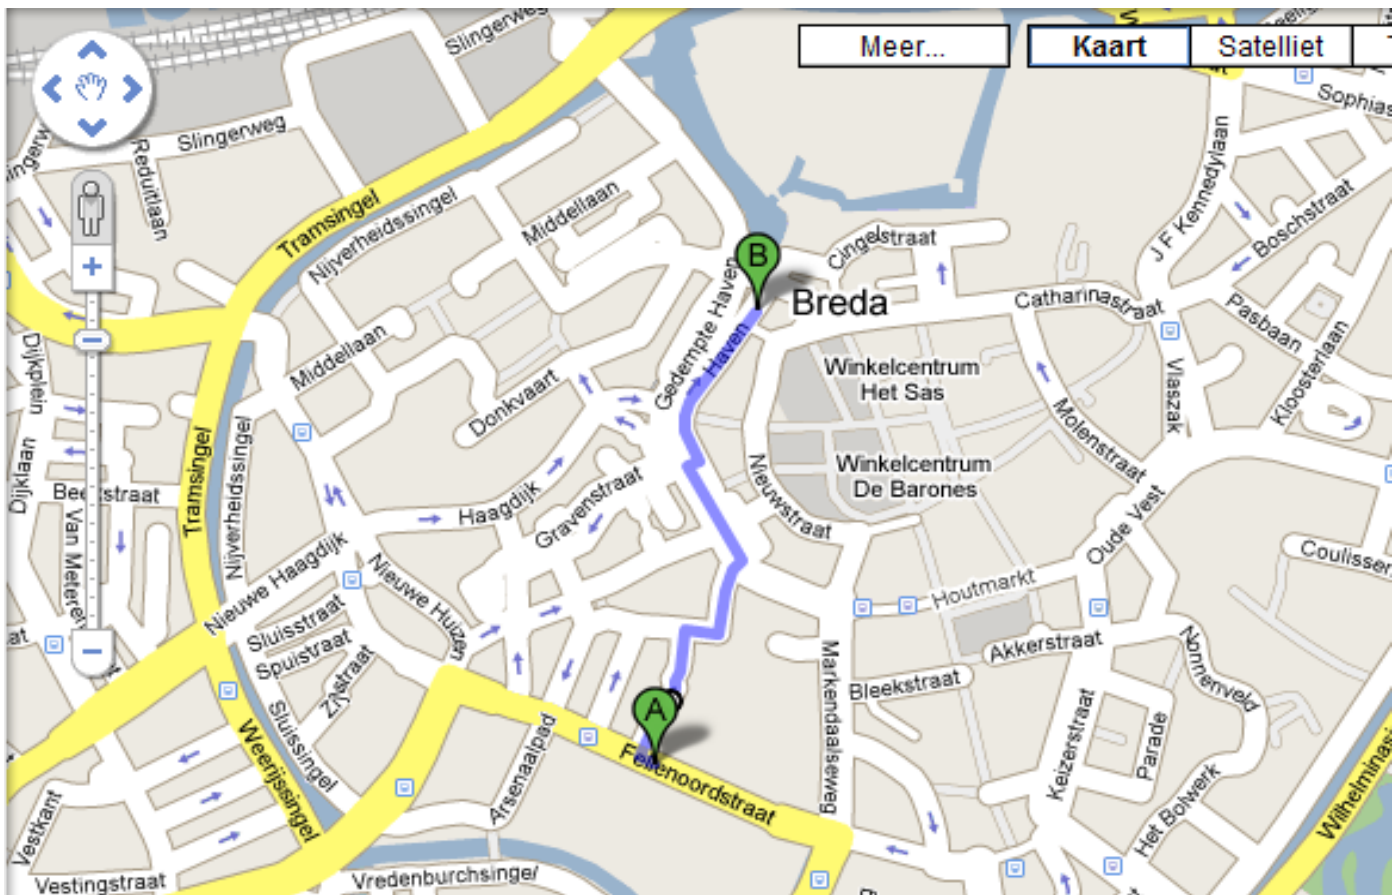 Slingerweg
Meer...
Kaart
Satelliet
Sophias
Slingerweg
Reduitlaan
Tramsingel
Nijverheidssingel
Middellaan
J F Kennedylaan
Boschstraat
Cingelstraat
B
Breda
Catharinastraat
Pasbaan
Kloosterlaan
Gedempte Haven
Haven
Middellaan
Donkvaart
Winkelcentrum
Het Sas
Vlaszak
Molenstraat
Dijkplein
Dijklaan
Beekstraat
Van Meteren
Tramsingel
Nijverheidssingel
Haagdijk
Gravenstraat
Winkelcentrum
De Barones
Nieuwstraat
Oude Vest
Coulissen
Nieuwe Haagdijk
Nieuwe Huizen
Houtmarkt
Sluisstraat
Spuistraat
Zijlstraat
Akkerstraat
Nonnenveld
Bleekstraat
Markendaalseweg
A
Fellenoordstraat
Keizerstraat
Parade
Sluissingel
Weerijssingel
Arsenaalpad
Het Bolwerk
Wilhelminasi
Vestkant
Vestingstraat
Vredenburchsingel